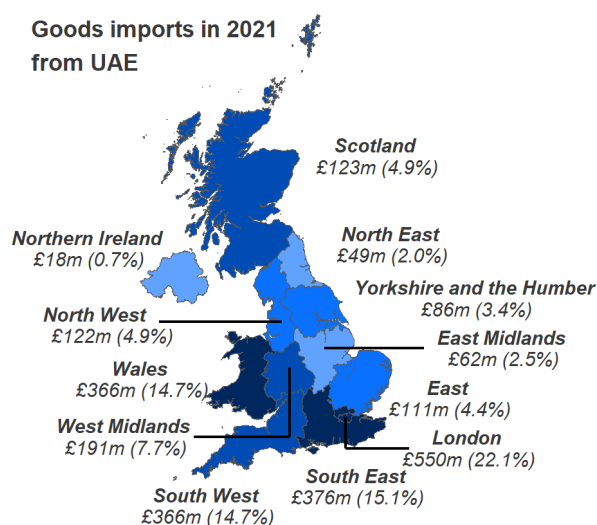 Goods imports in 2021
from UAE
Scotland
£123m (4.9%)
Northern Ireland
£18m (0.7%)
North East
£49m (2.0%)
Yorkshire and the Humber
£86m (3.4%)
North West
£122m (4.9%)
East Midlands
£62m (2.5%)
Wales
£366m (14.7%)
East
£111m (4.4%)
West Midlands
£191m (7.7%)
London
£550m (22.1%)
South East
£376m (15.1%)
South West
£366m (14.7%)